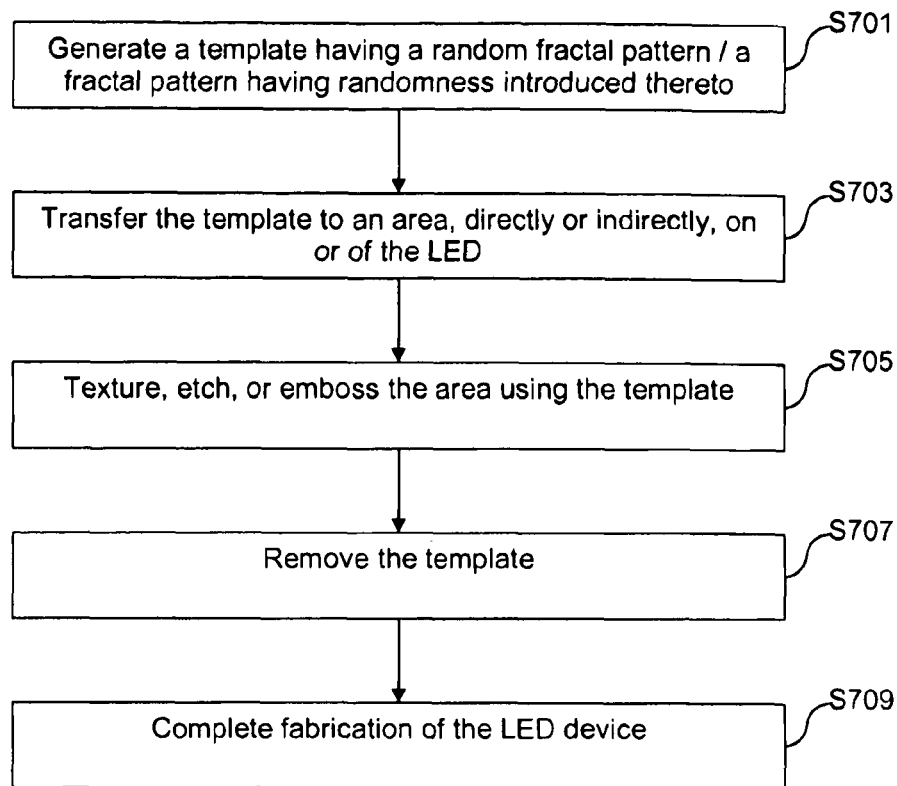 S701
Generate a template having a random fractal pattern / a
fractal pattern having randomness introduced thereto
S703
Transfer the template to an area, directly or indirectly, on
or of the LED
S705
Texture, etch, or emboss the area using the template
S707
Remove the template
S709
Complete fabrication of the LED device